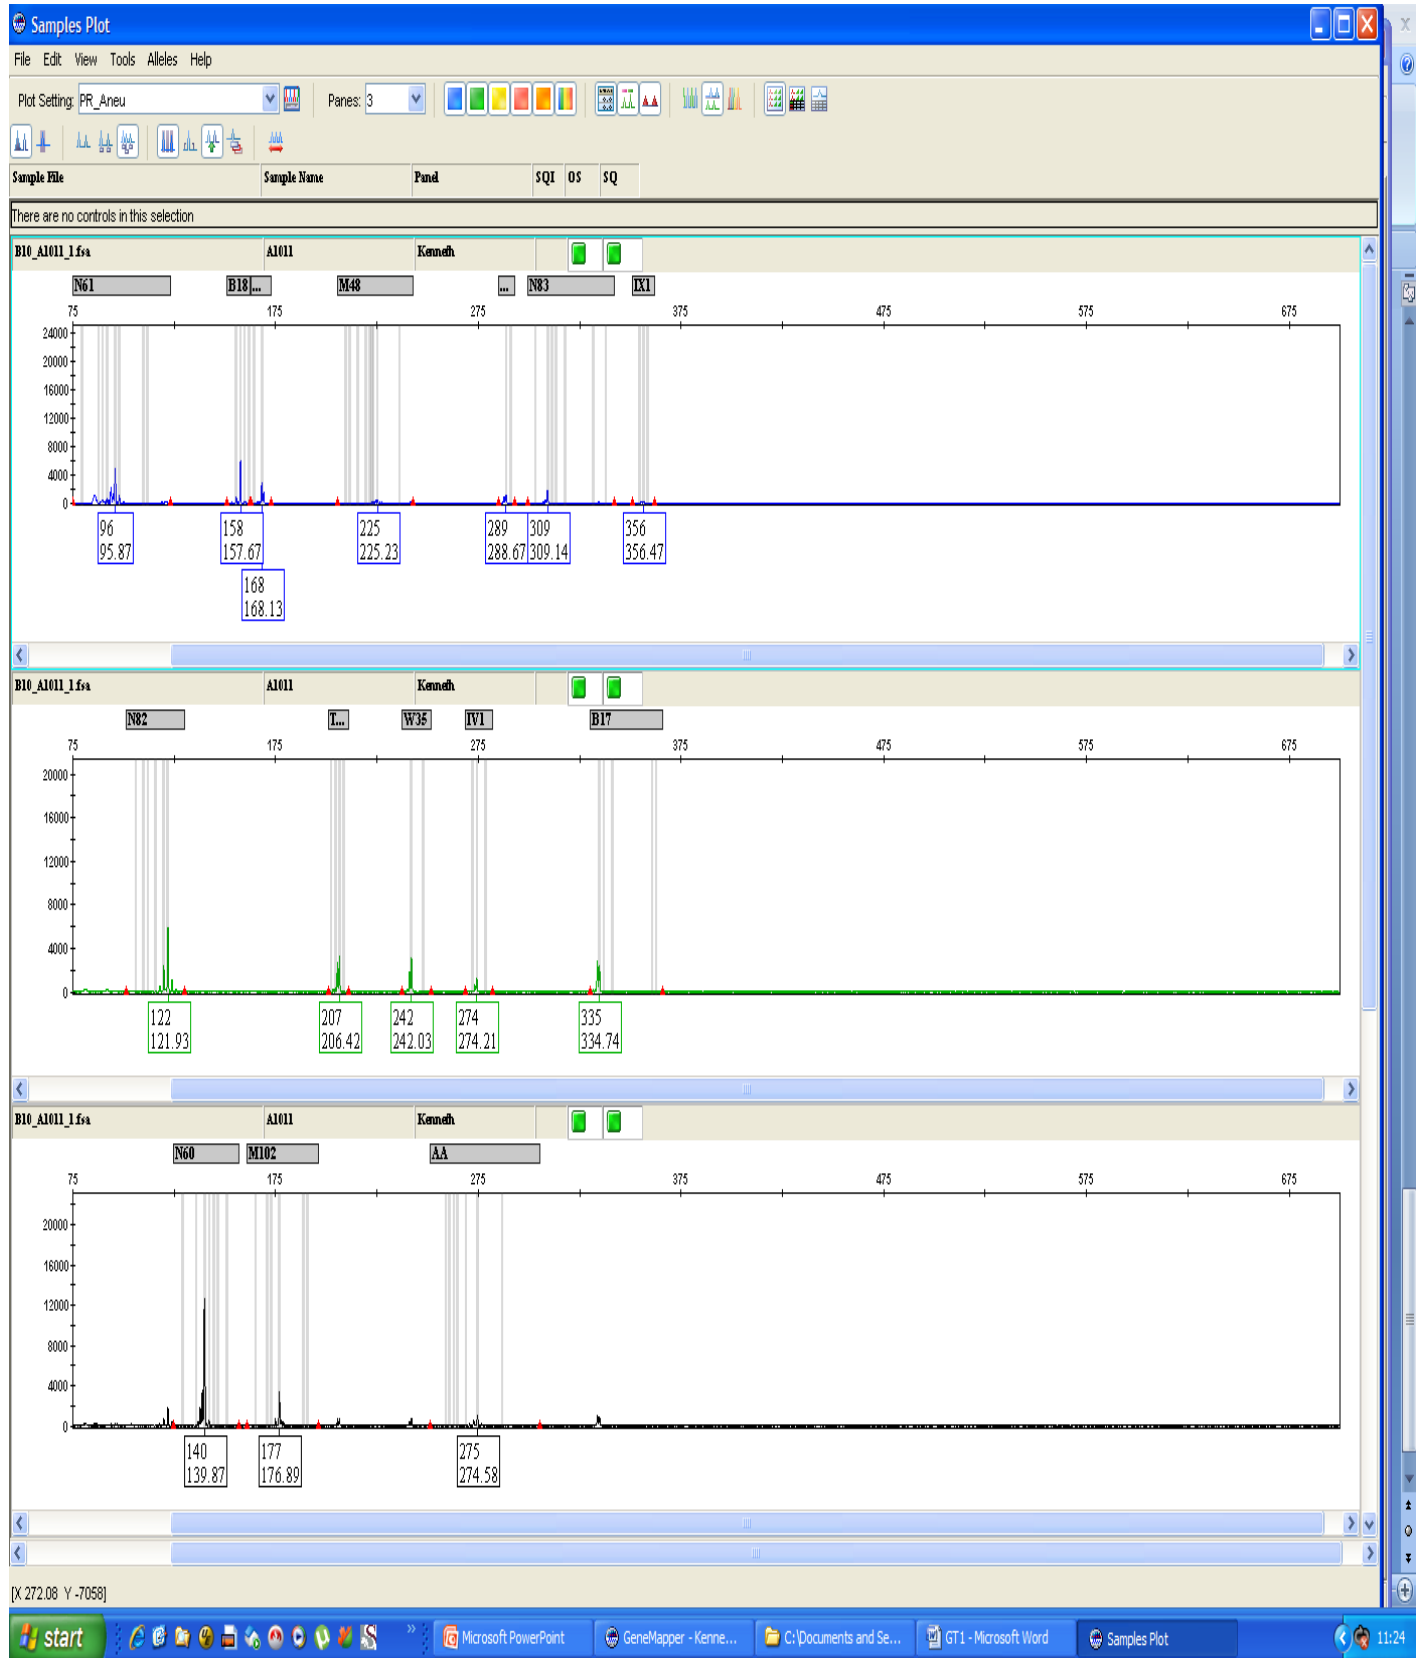 Samples Plot
File Edit View Tools Alleles Help
Plot Setting: PR_Aneu Panes: 3
Sample File Sample Name Panel SQI OS SQ
There are no controls in this selection
B10_A1011_1.fsa A1011 Kenneth
N61 B18 ... M48 ... N83 IX1
75 175 275 375 475 575 675
24000
20000
16000
12000
8000
4000
0
96 158 225 289 309 356
95.87 157.67 225.23 288.67 309.14 356.47
168
168.13
B10_A1011_1.fsa A1011 Kenneth
N82 T... W35 IV1 B17
75 175 275 375 475 575 675
20000
16000
12000
8000
4000
0
122 207 242 274 335
121.93 206.42 242.03 274.21 334.74
B10_A1011_1.fsa A1011 Kenneth
N60 M102 AA
75 175 275 375 475 575 675
20000
16000
12000
8000
4000
0
140 177 275
139.87 176.89 274.58
[X 272.08 Y -7058]
start » Microsoft PowerPoint GeneMapper - Kenne... C:\Documents and Se... GT1 - Microsoft Word Samples Plot 11:24